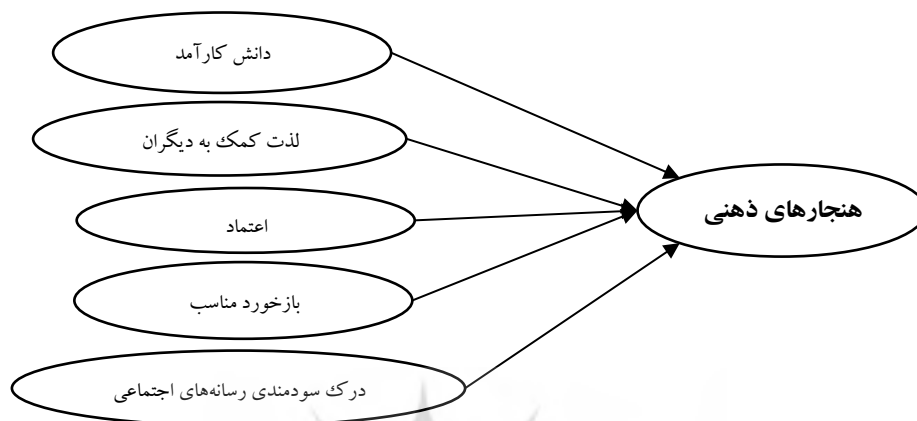 دانش کارآمد
لذت کمک به دیگران
اعتماد
بازخورد مناسب
درک سودمندی رسانه‌های اجتماعی
هنجارهای ذهنی